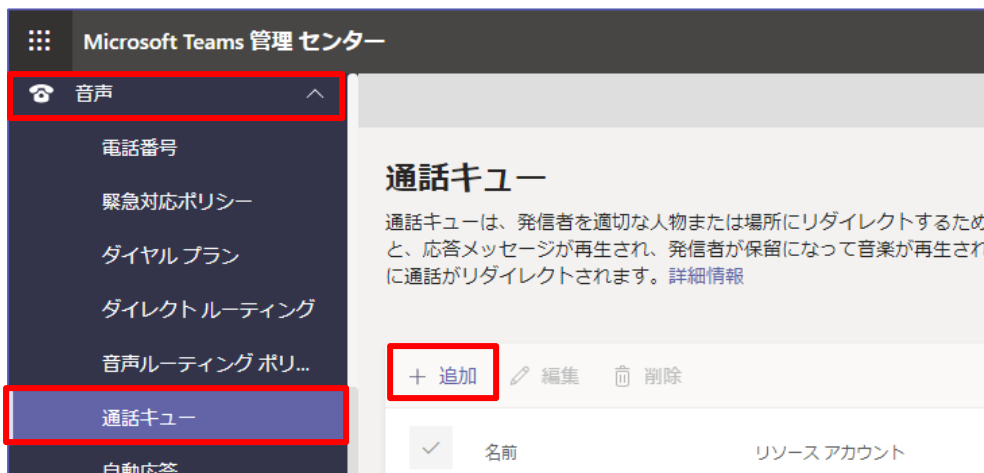 Microsoft Teams 管理 センター
音声
電話番号
緊急対応ポリシー
ダイヤル プラン
ダイレクト ルーティング
音声ルーティング ポリ...
通話キュー
自動応答
通話キュー
通話キューは、発信者を適切な人物または場所にリダイレクトするため
と、応答メッセージが再生され、発信者が保留になって音楽が再生され
に通話がリダイレクトされます。詳細情報
+ 追加 編集 削除
名前 リソース アカウント